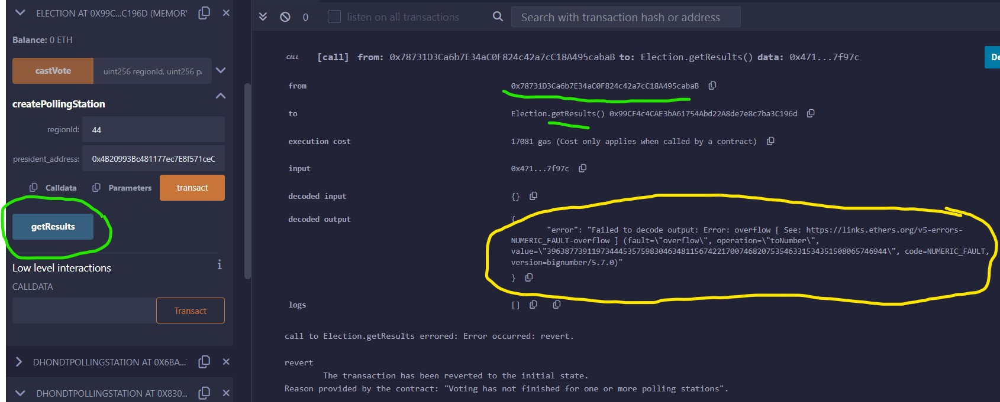 ELECTION AT 0X99C...C196D (MEMORY
Balance: 0 ETH
castVote
uint256 regionId, uint256 p
createPollingStation
regionId:
44
president_address:
0x4B20993Bc481177ec7E8f571ceC
Calldata
Parameters
transact
getResults
Low level interactions
i
CALLDATA
Transact
DHONDTPOLLINGSTATION AT 0X6BA...
DHONDTPOLLINGSTATION AT 0X830...
0
listen on all transactions
Search with transaction hash or address
CALL
[call] from: 0x78731D3Ca6b7E34aC0F824c42a7cC18A495cabaB to: Election.getResults() data: 0x471...7f97c
De
from
0x78731D3Ca6b7E34aC0F824c42a7cC18A495cabaB
to
Election.getResults() 0x99CF4c4CAE3bA61754Abd22A8de7e8c7ba3C196d
execution cost
17081 gas (Cost only applies when called by a contract)
input
0x471...7f97c
decoded input
{}
decoded output
{
"error": "Failed to decode output: Error: overflow [ See: https://links.ethers.org/v5-errors-
NUMERIC_FAULT-overflow ] (fault=\"overflow\", operation=\"toNumber\",
value=\"3963877391197344453575983046348115674221700746820753546331534351508065746944\", code=NUMERIC_FAULT,
version=bignumber/5.7.0)"
}
logs
[]
call to Election.getResults errored: Error occurred: revert.
revert
The transaction has been reverted to the initial state.
Reason provided by the contract: "Voting has not finished for one or more polling stations".